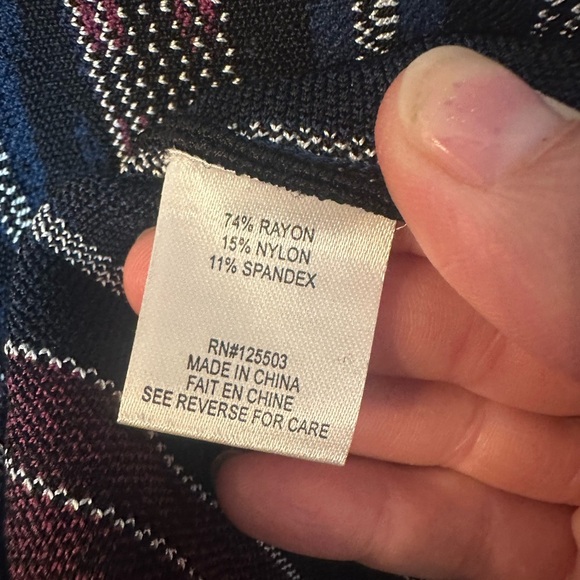 74% RAYON
15% NYLON
11% SPANDEX
RN#125503
MADE IN CHINA
FAIT EN CHINE
SEE REVERSE FOR CARE